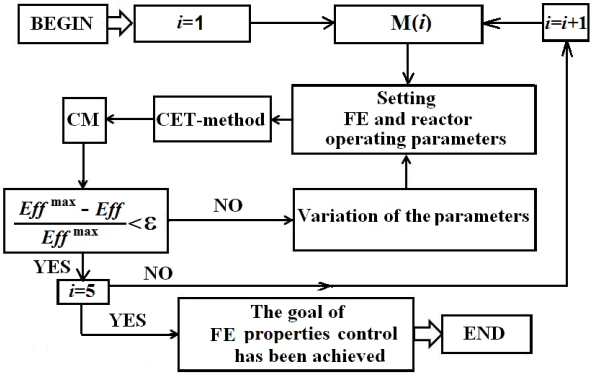 BEGIN
i=1
M(i)
i=i+1
Setting
FE and reactor
operating parameters
CET-method
CM
Eff max - Eff
Eff max
<ε
NO
Variation of the parameters
YES
NO
i=5
YES
The goal of
FE properties control
has been achieved
END